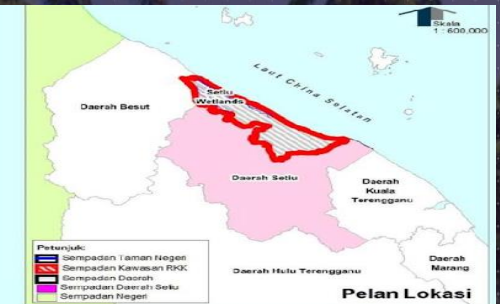 Skala
1 : 600,000
Laut China Selatan
Setiu
Wetlands
Daerah Besut
Daerah Setiu
Daerah
Kuala
Terengganu
Daerah
Marang
Daerah Hulu Terengganu
Petunjuk:
Sempadan Taman Negeri
Sempadan Kawasan RKK
Sempadan Daerah
Sempadan Daerah Setiu
Sempadan Negeri
Pelan Lokasi